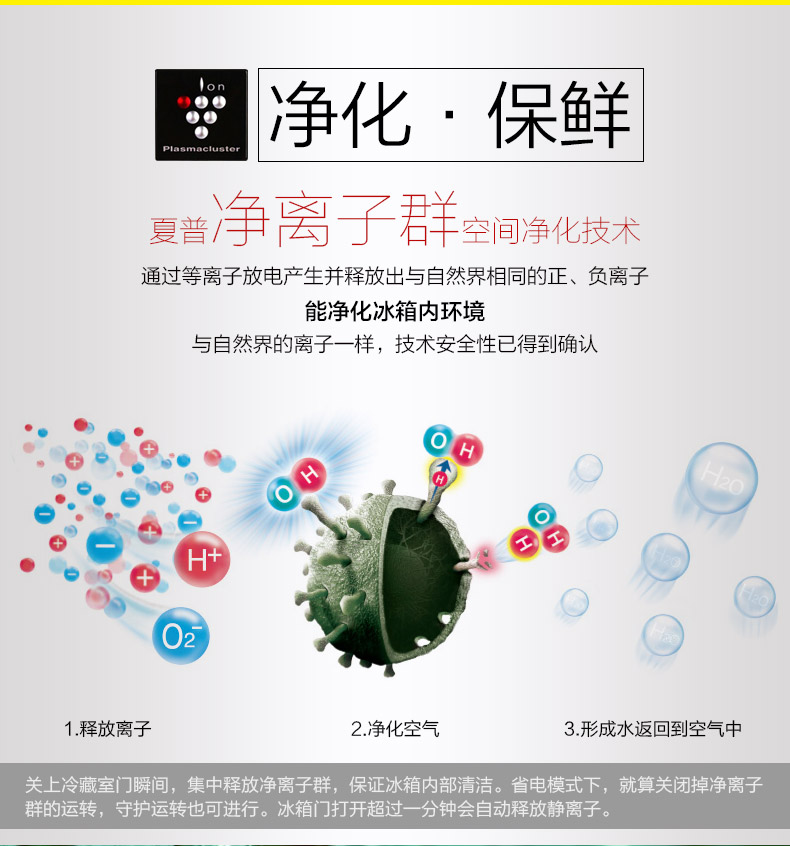 Ion
Plasmacluster
净化·保鲜
夏普净离子群空间净化技术
通过等离子放电产生并释放出与自然界相同的正、负离子
能净化冰箱内环境
与自然界的离子一样，技术安全性已得到确认
O H
O H
H
O
H H
H+
O2-
H2O
H2O
H2O
1.释放离子
2.净化空气
3.形成水返回到空气中
关上冷藏室门瞬间，集中释放净离子群，保证冰箱内部清洁。省电模式下，就算关闭掉净离子
群的运转，守护运转也可进行。冰箱门打开超过一分钟会自动释放静离子。